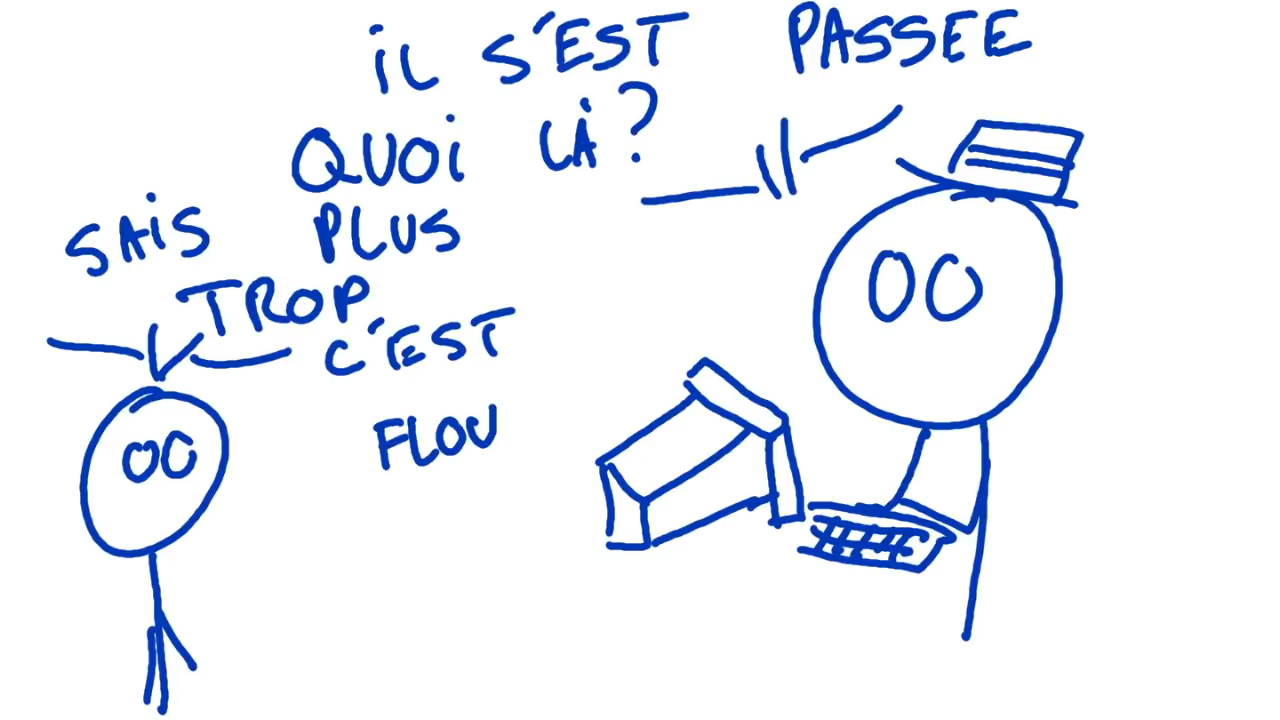 iL S'EST PASSEE
QUOi LÀ?
SAiS PLUS
TROP
C'EST
FLOU